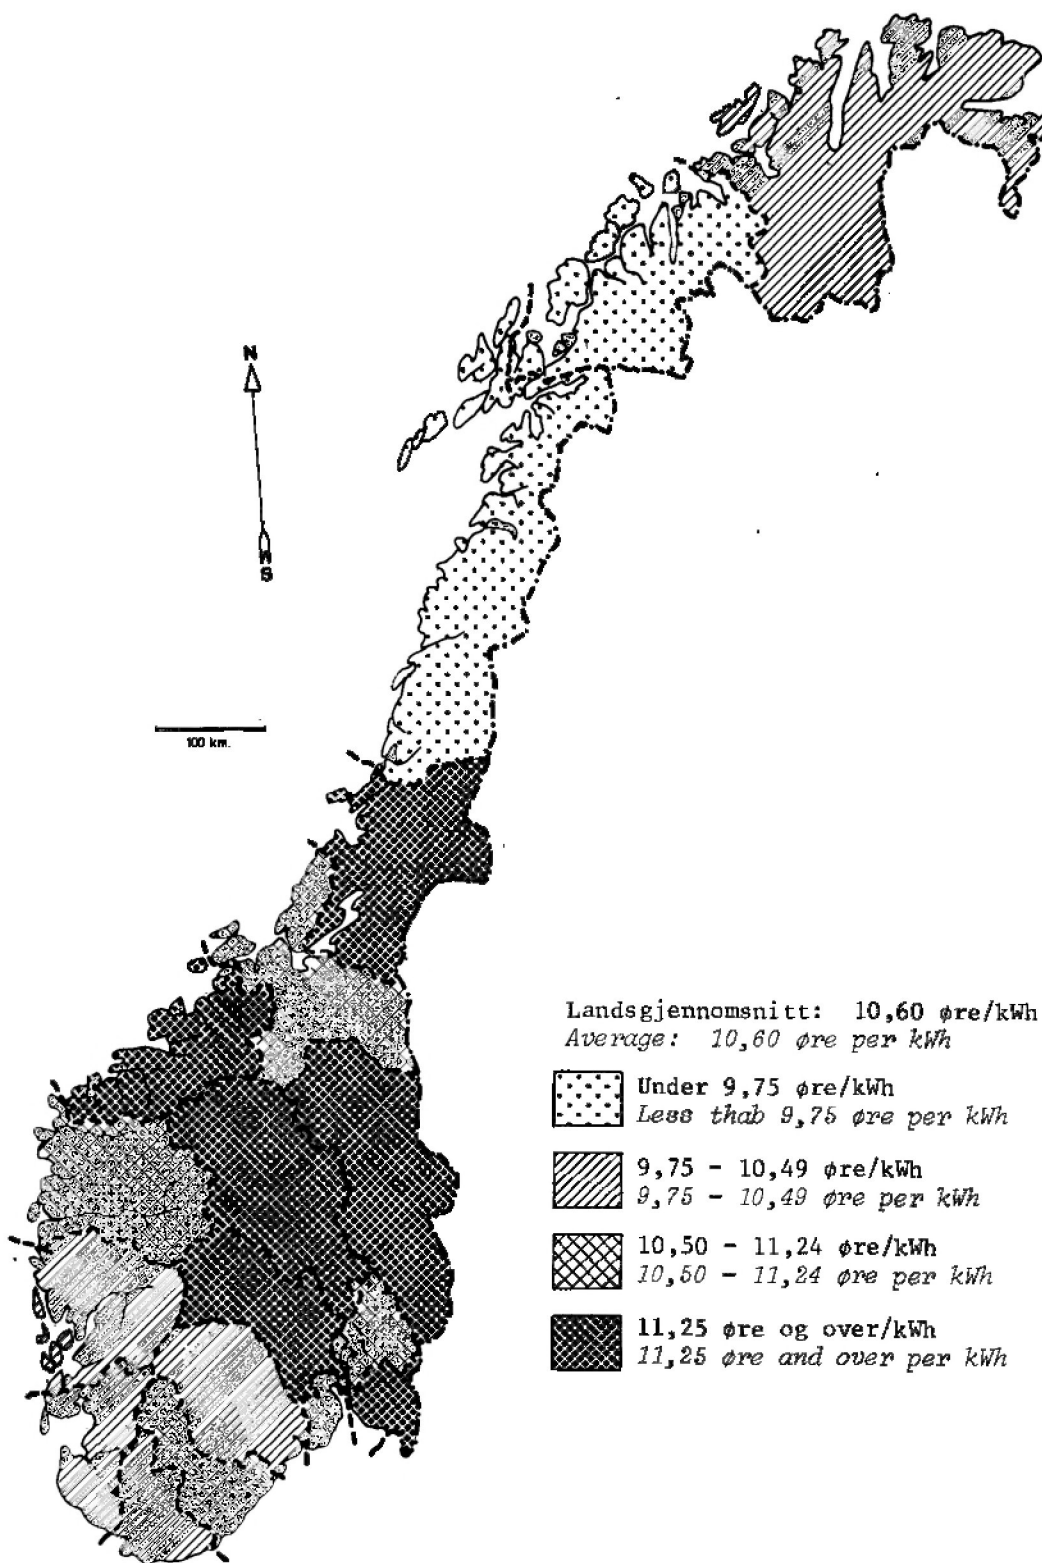 N
S
100 km.
Landsgjennomsnitt: 10,60 øre/kWh
Average: 10,60 øre per kWh
Under 9,75 øre/kWh
Less thab 9,75 øre per kWh
9,75 - 10,49 øre/kWh
9,75 - 10,49 øre per kWh
10,50 - 11,24 øre/kWh
10,50 - 11,24 øre per kWh
11,25 øre og over/kWh
11,25 øre and over per kWh